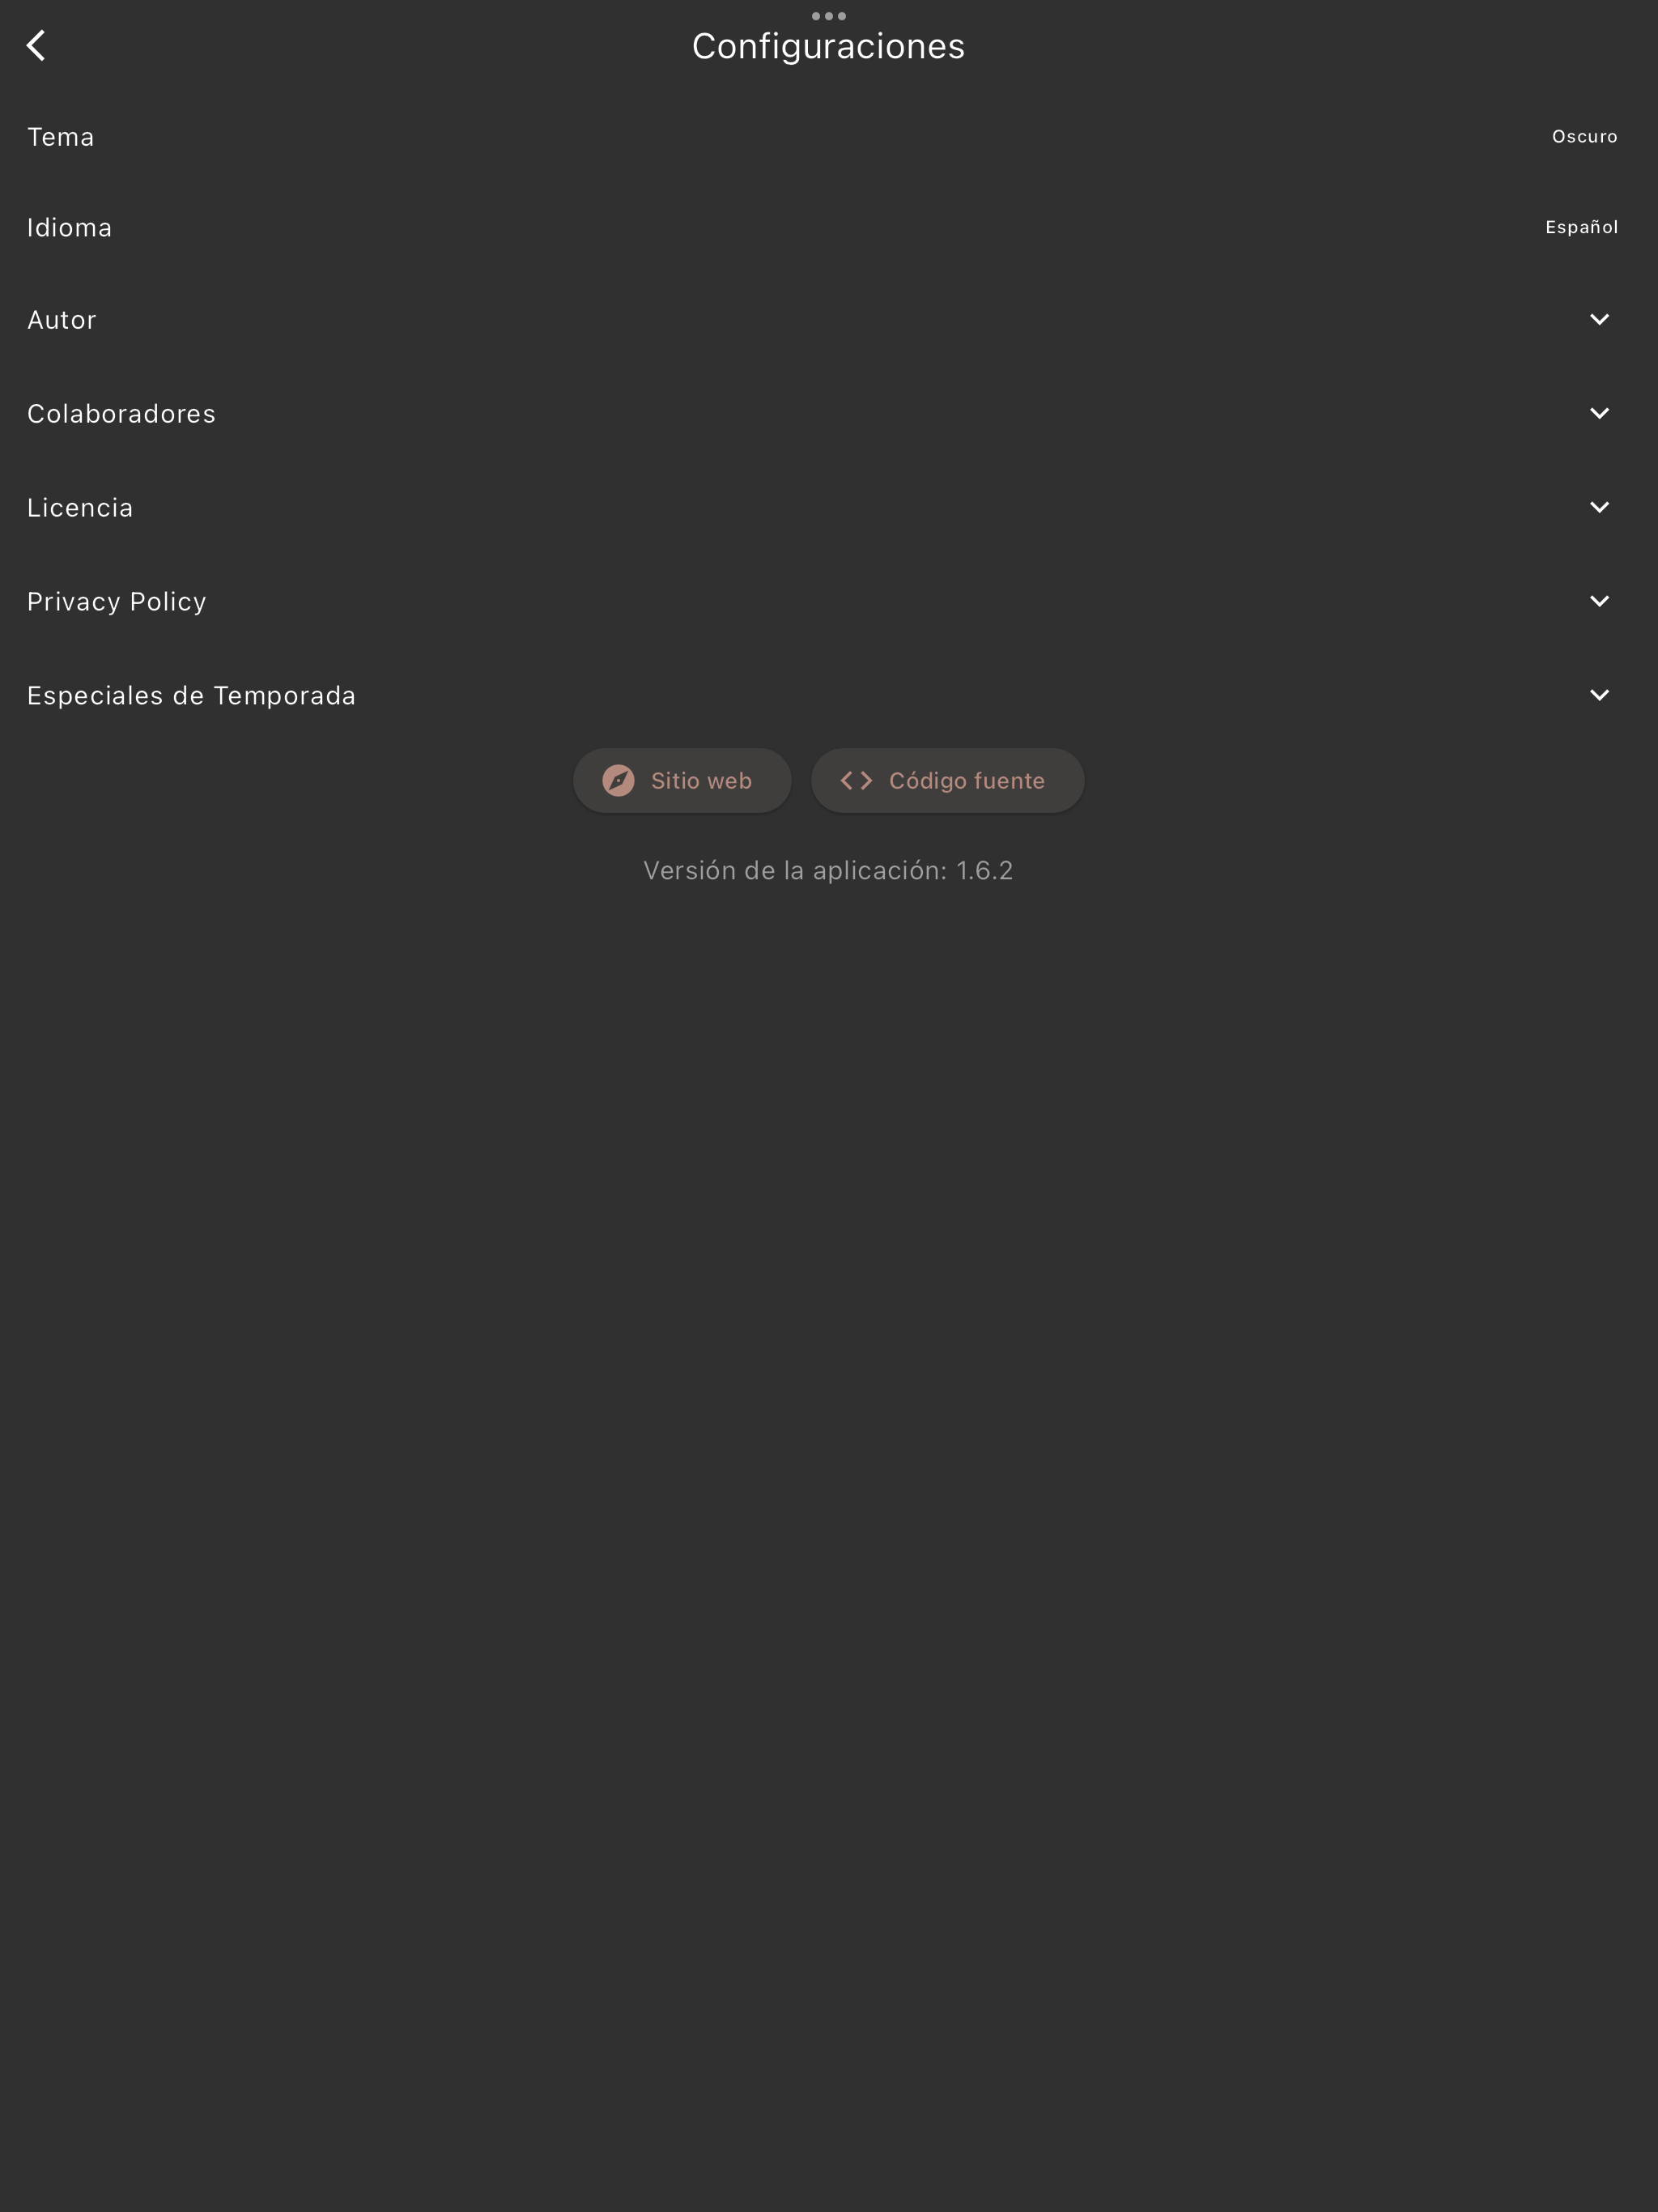 Configuraciones
Tema
Oscuro
Idioma
Español
Autor
Colaboradores
Licencia
Privacy Policy
Especiales de Temporada
Sitio web
Código fuente
Versión de la aplicación: 1.6.2